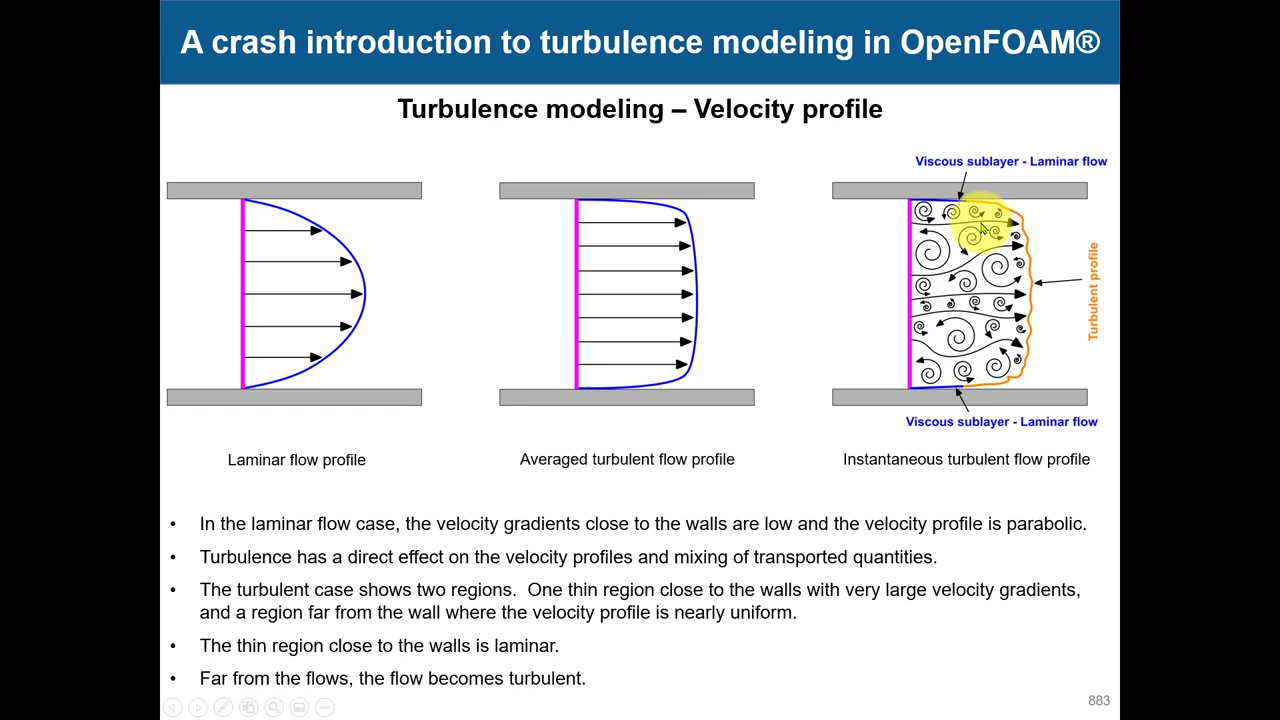 A crash introduction to turbulence modeling in OpenFOAM®
Turbulence modeling – Velocity profile
Viscous sublayer - Laminar flow
Turbulent profile
Viscous sublayer - Laminar flow
Laminar flow profile
Averaged turbulent flow profile
Instantaneous turbulent flow profile
• In the laminar flow case, the velocity gradients close to the walls are low and the velocity profile is parabolic.
• Turbulence has a direct effect on the velocity profiles and mixing of transported quantities.
• The turbulent case shows two regions. One thin region close to the walls with very large velocity gradients,
and a region far from the wall where the velocity profile is nearly uniform.
• The thin region close to the walls is laminar.
• Far from the flows, the flow becomes turbulent.
883